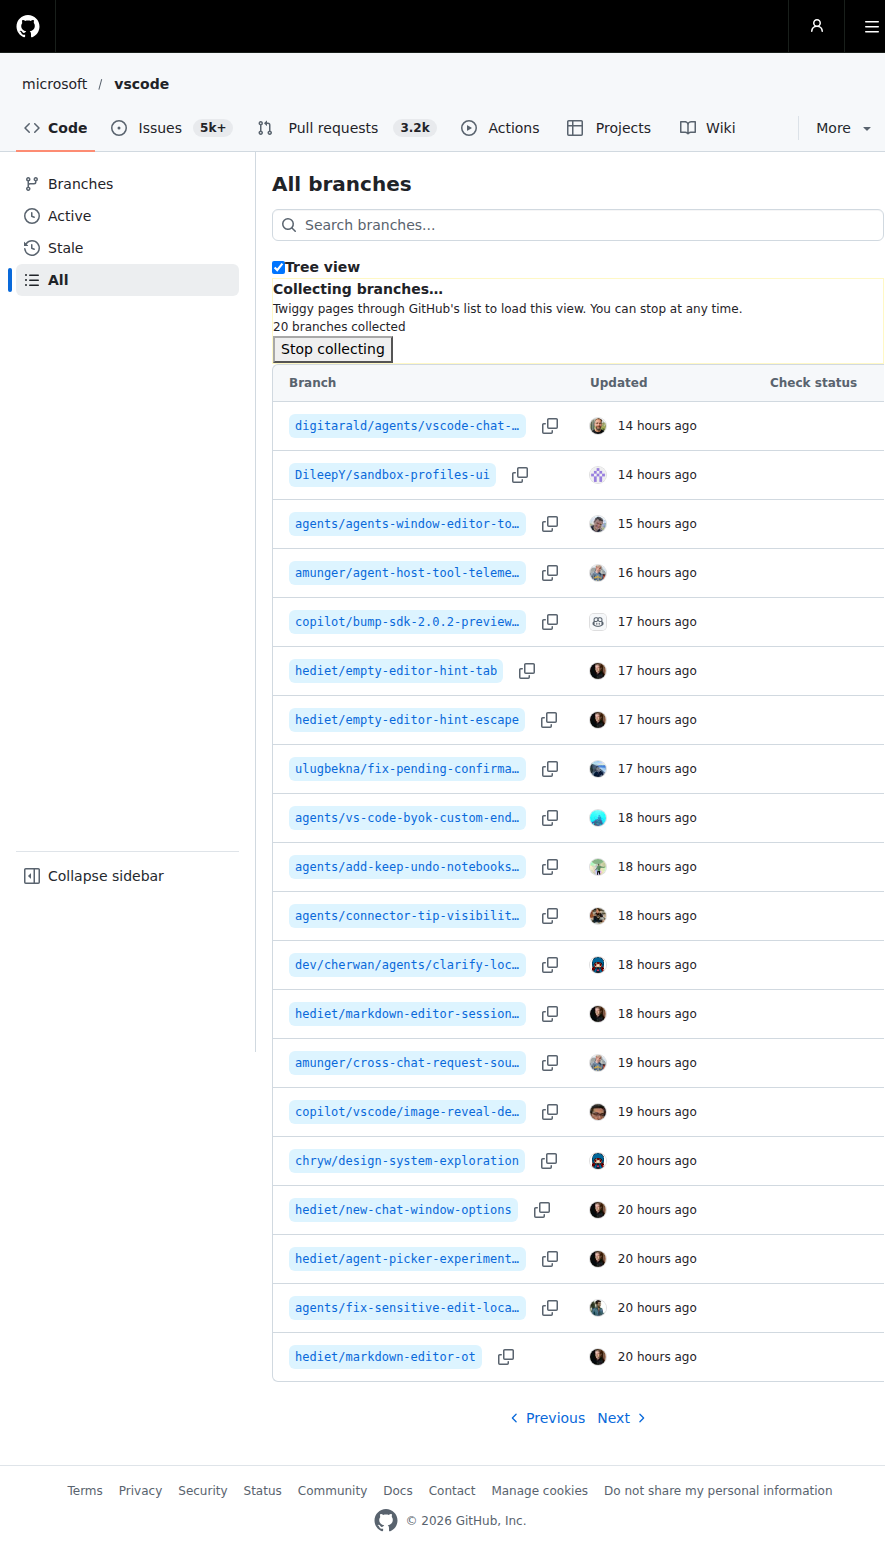 microsoft / vscode
Code Issues 5k+ Pull requests 3.2k Actions Projects Wiki More
Branches
Active
Stale
All
Collapse sidebar
All branches
Search branches...
Tree view
Collecting branches…
Twiggy pages through GitHub's list to load this view. You can stop at any time.
20 branches collected
Stop collecting
Branch Updated Check status
digitarald/agents/vscode-chat-… 14 hours ago
DileepY/sandbox-profiles-ui 14 hours ago
agents/agents-window-editor-to… 15 hours ago
amunger/agent-host-tool-teleme… 16 hours ago
copilot/bump-sdk-2.0.2-preview… 17 hours ago
hediet/empty-editor-hint-tab 17 hours ago
hediet/empty-editor-hint-escape 17 hours ago
ulugbekna/fix-pending-confirma… 17 hours ago
agents/vs-code-byok-custom-end… 18 hours ago
agents/add-keep-undo-notebooks… 18 hours ago
agents/connector-tip-visibilit… 18 hours ago
dev/cherwan/agents/clarify-loc… 18 hours ago
hediet/markdown-editor-session… 18 hours ago
amunger/cross-chat-request-sou… 19 hours ago
copilot/vscode/image-reveal-de… 19 hours ago
chryw/design-system-exploration 20 hours ago
hediet/new-chat-window-options 20 hours ago
hediet/agent-picker-experiment… 20 hours ago
agents/fix-sensitive-edit-loca… 20 hours ago
hediet/markdown-editor-ot 20 hours ago
Previous Next
Terms Privacy Security Status Community Docs Contact Manage cookies Do not share my personal information
© 2026 GitHub, Inc.